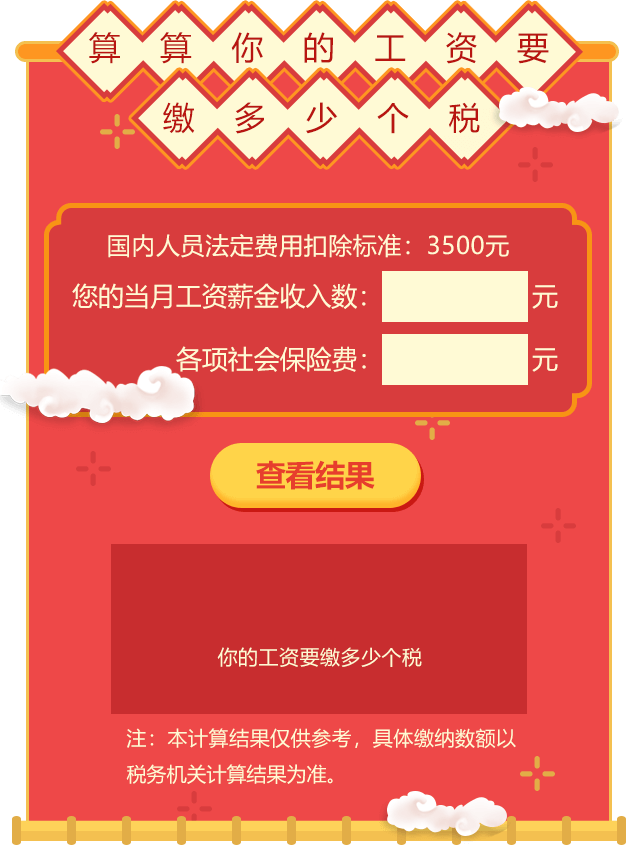 算算你的工资要
缴多少个税
国内人员法定费用扣除标准：3500元
您的当月工资薪金收入数： 元
各项社会保险费： 元
查看结果
你的工资要缴多少个税
注：本计算结果仅供参考，具体缴纳数额以
税务机关计算结果为准。